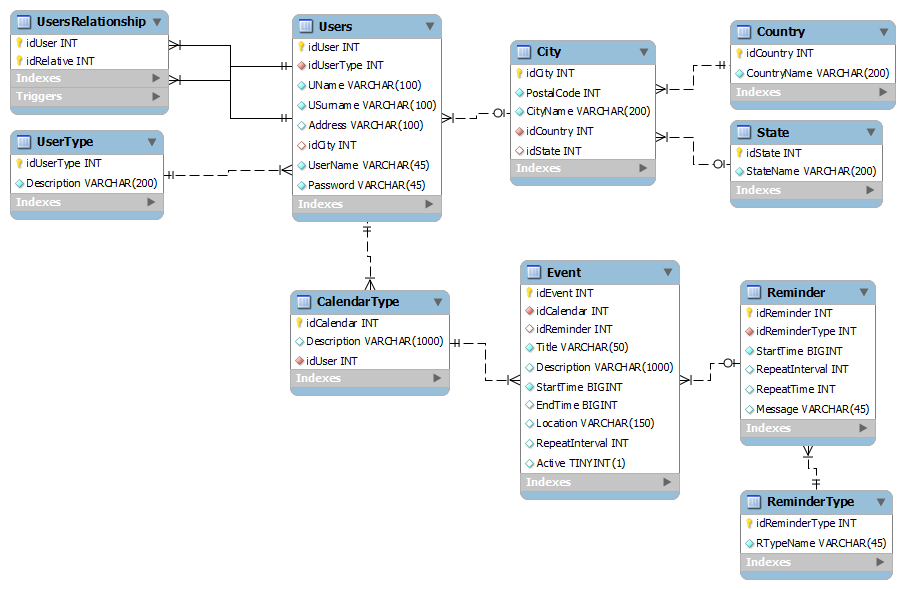 UsersRelationship
idUser INT
idRelative INT
Indexes
Triggers
UserType
idUserType INT
Description VARCHAR(200)
Indexes
Users
idUser INT
idUserType INT
UName VARCHAR(100)
USurname VARCHAR(100)
Address VARCHAR(100)
idCity INT
UserName VARCHAR(45)
Password VARCHAR(45)
Indexes
City
idCity INT
PostalCode INT
CityName VARCHAR(200)
idCountry INT
idState INT
Indexes
Country
idCountry INT
CountryName VARCHAR(200)
Indexes
State
idState INT
StateName VARCHAR(200)
Indexes
CalendarType
idCalendar INT
Description VARCHAR(1000)
idUser INT
Indexes
Event
idEvent INT
idCalendar INT
idReminder INT
Title VARCHAR(50)
Description VARCHAR(1000)
StartTime BIGINT
EndTime BIGINT
Location VARCHAR(150)
RepeatInterval INT
Active TINYINT(1)
Indexes
Reminder
idReminder INT
idReminderType INT
StartTime BIGINT
RepeatInterval INT
RepeatTime INT
Message VARCHAR(45)
Indexes
ReminderType
idReminderType INT
RTypeName VARCHAR(45)
Indexes